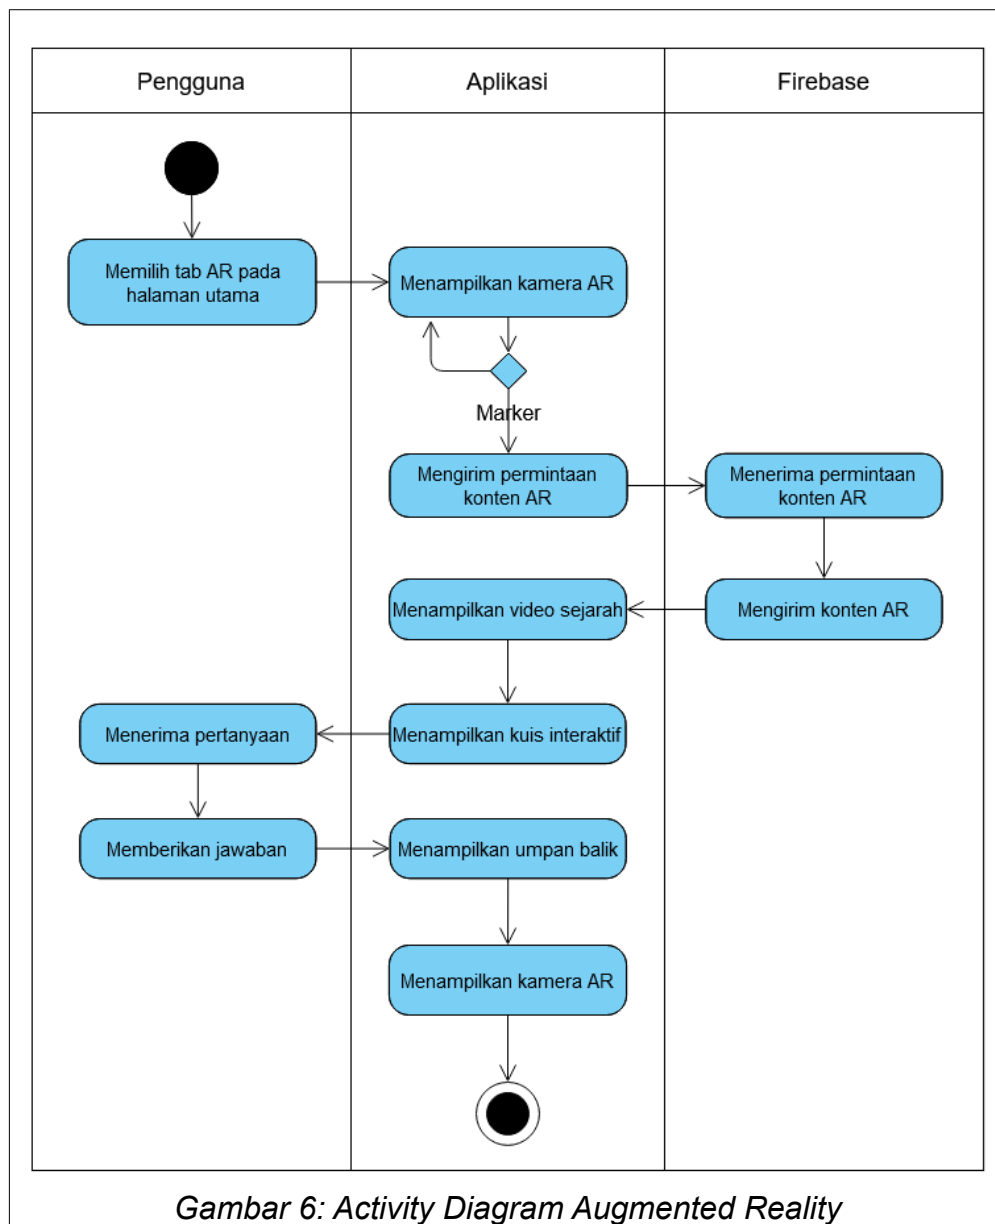 Pengguna
Aplikasi
Firebase
Memilih tab AR pada
halaman utama
Menampilkan kamera AR
Marker
Mengirim permintaan
konten AR
Menerima permintaan
konten AR
Mengirim konten AR
Menampilkan video sejarah
Menampilkan kuis interaktif
Menerima pertanyaan
Memberikan jawaban
Menampilkan umpan balik
Menampilkan kamera AR
Gambar 6: Activity Diagram Augmented Reality